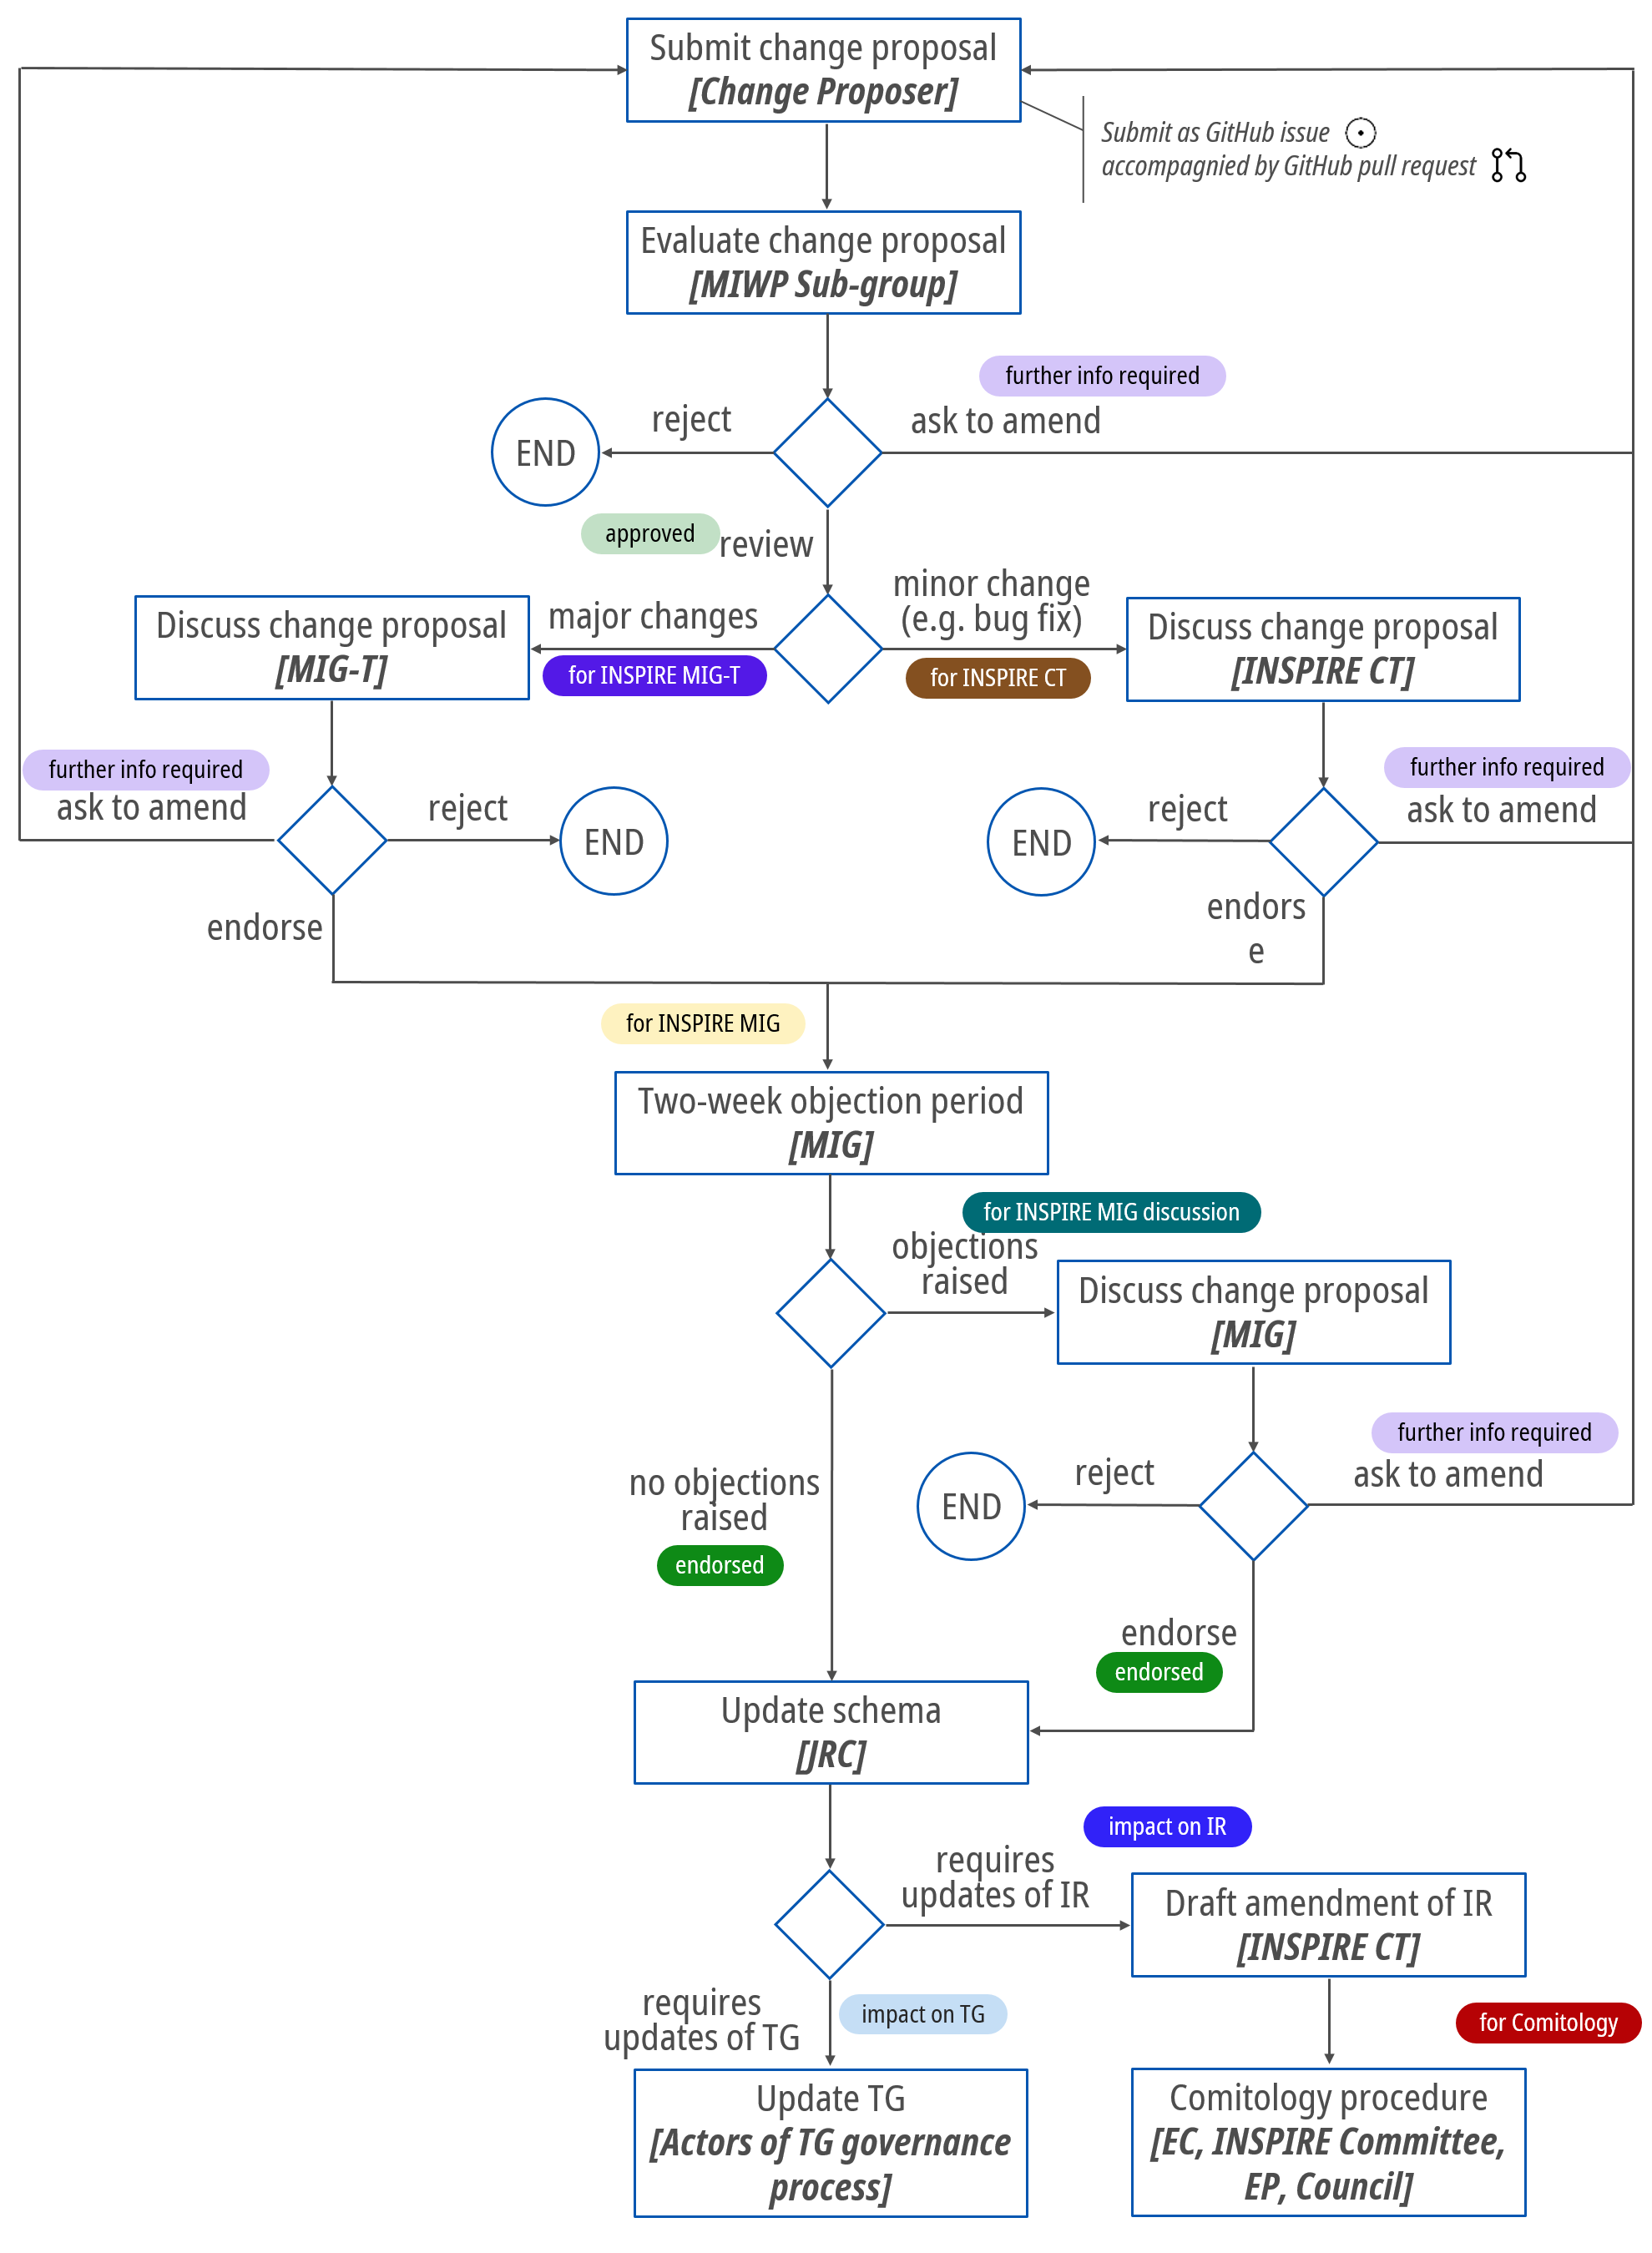 Submit change proposal
[Change Proposer]
Submit as GitHub issue
accompagnied by GitHub pull request
Evaluate change proposal
[MIWP Sub-group]
further info required
reject
ask to amend
END
approved
review
major changes
minor change
(e.g. bug fix)
for INSPIRE MIG-T
for INSPIRE CT
Discuss change proposal
[MIG-T]
Discuss change proposal
[INSPIRE CT]
further info required
ask to amend
reject
END
END
reject
further info required
ask to amend
endorse
endors
e
for INSPIRE MIG
Two-week objection period
[MIG]
for INSPIRE MIG discussion
objections
raised
Discuss change proposal
[MIG]
no objections
raised
endorsed
END
reject
further info required
ask to amend
endorse
endorsed
Update schema
[JRC]
impact on IR
requires
updates of IR
Draft amendment of IR
[INSPIRE CT]
requires
updates of TG
impact on TG
for Comitology
Update TG
[Actors of TG governance
process]
Comitology procedure
[EC, INSPIRE Committee,
EP, Council]